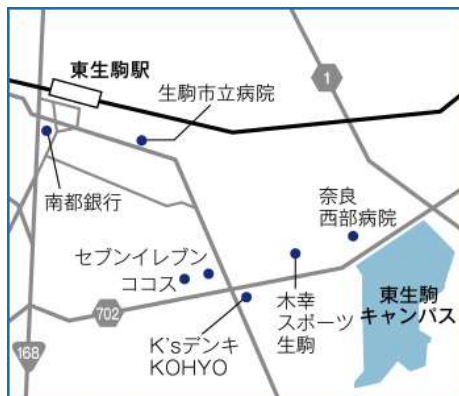 東生駒駅
1
生駒市立病院
南都銀行
奈良
西部病院
セブンイレブン
ココス
東生駒
キャンパス
木幸
スポーツ
生駒
702
K'sデンキ
KOHYO
168